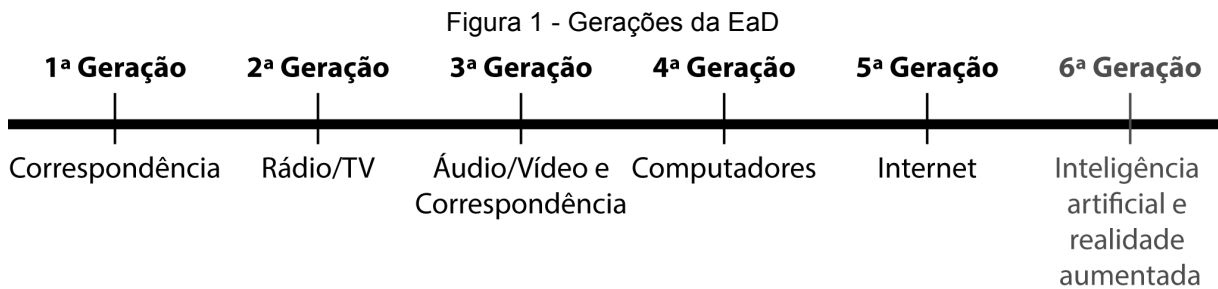 Figura 1 - Gerações da EaD
1ª Geração 2ª Geração 3ª Geração 4ª Geração 5ª Geração 6ª Geração
Correspondência Rádio/TV Áudio/Vídeo e Computadores Internet Inteligência
Correspondência artificial e
realidade
aumentada